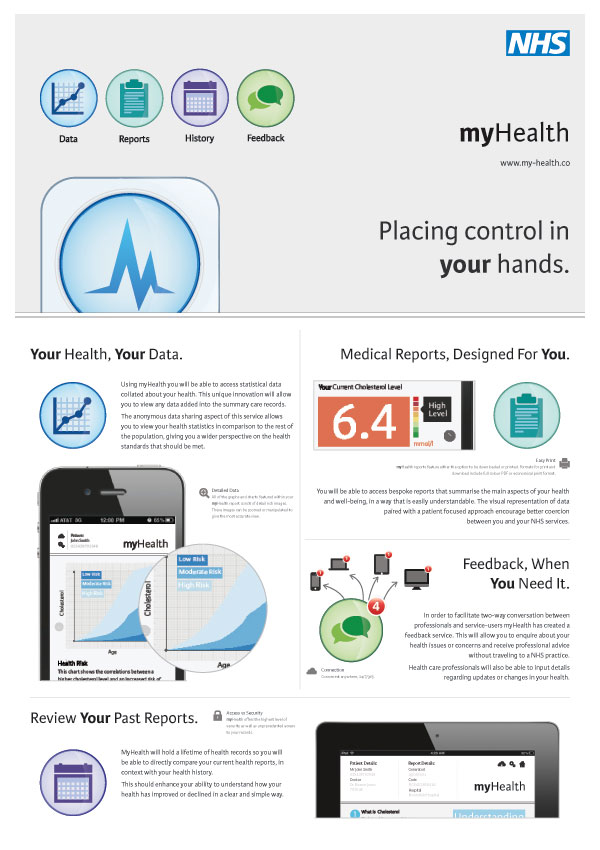 NHS
Data Reports History Feedback
myHealth
www.my-health.co
Placing control in
your hands.
Your Health, Your Data.
Using myHealth you will be able to access statistical data
collated about your health. This unique innovation will allow
you to view any data added into the summary care records.
The anonymous data sharing aspect of this service allows
you to view your health statistics in comparison to the rest of
the population, giving you a wider perspective on the health
standards that should be met.
Detailed Data
AT&T 3G 12:00 PM 65%
Patient:
John Smith
myHealth
Low Risk
Moderate Risk
High Risk
Cholesterol
Age
Health Risk
This chart shows the correlations between a
higher cholesterol level and an increased risk of
Low Risk
Moderate Risk
High Risk
Cholesterol
Age
Medical Reports, Designed For You.
Your Current Cholesterol Level
6.4
High
Level
mmol/l
Easy Print
You will be able to access bespoke reports that summarise the main aspects of your health
and well-being, in a way that is easily understandable. The visual representation of data
paired with a patient focused approach encourage better coercion
between you and your NHS services.
Feedback, When
You Need It.
1
1
1
1
4
In order to facilitate two-way conversation between
professionals and service-users myHealth has created a
feedback service. This will allow you to enquire about your
health issues or concerns and receive professional advice
without traveling to a NHS practice.
Health care professionals will also be able to input details
regarding updates or changes in your health.
Connection
Review Your Past Reports.
Access to Security
MyHealth will hold a lifetime of health records so you will
be able to directly compare your current health reports, in
context with your health history.
This should enhance your ability to understand how your
health has improved or declined in a clear and simple way.
Patient Details:
Report Details:
myHealth
1 What is Cholesterol
Understanding